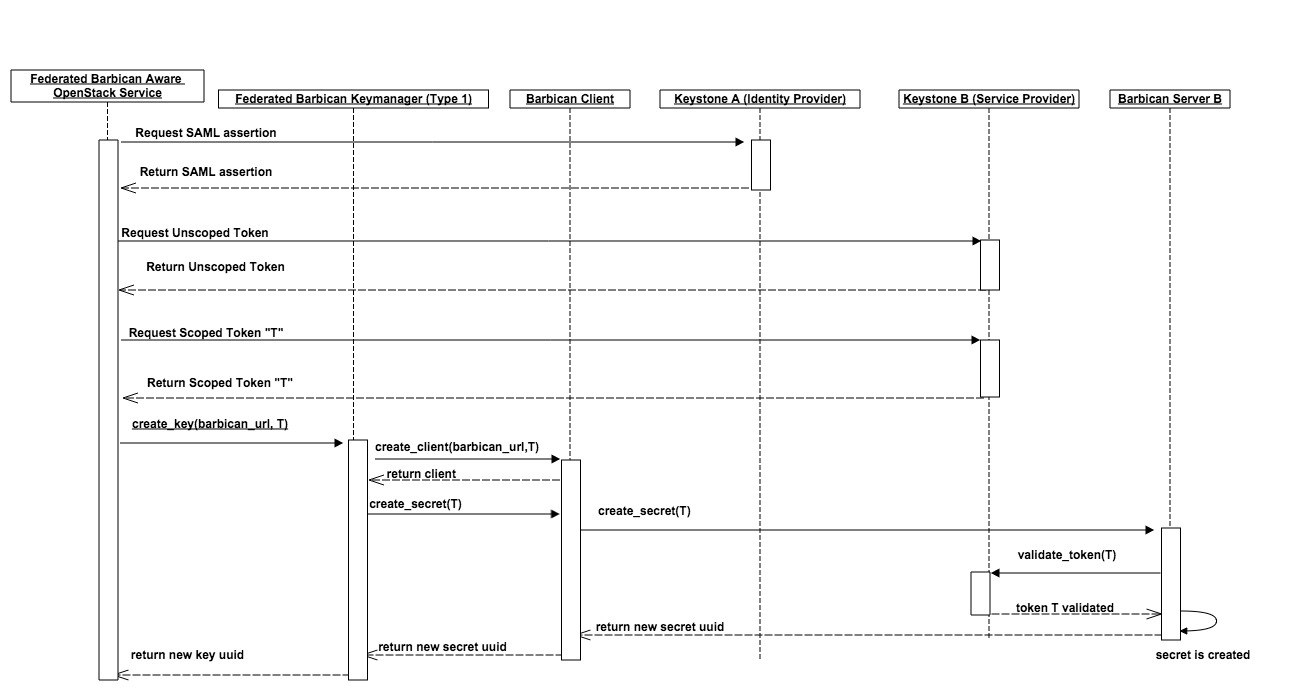 Federated Barbican Aware
OpenStack Service
Federated Barbican Keymanager (Type 1)
Barbican Client
Keystone A (Identity Provider)
Keystone B (Service Provider)
Barbican Server B
Request SAML assertion
Return SAML assertion
Request Unscoped Token
Return Unscoped Token
Request Scoped Token "T"
Return Scoped Token "T"
create_key(barbican_url, T)
create_client(barbican_url,T)
return client
create_secret(T)
create_secret(T)
validate_token(T)
token T validated
return new secret uuid
return new secret uuid
return new key uuid
secret is created